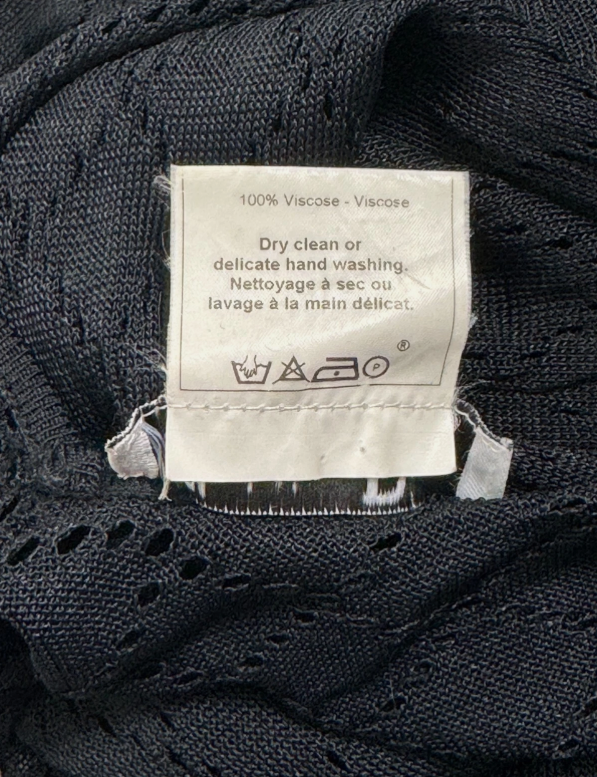 100% Viscose - Viscose
Dry clean or
delicate hand washing.
Nettoyage à sec ou
lavage à la main délicat.
®
P